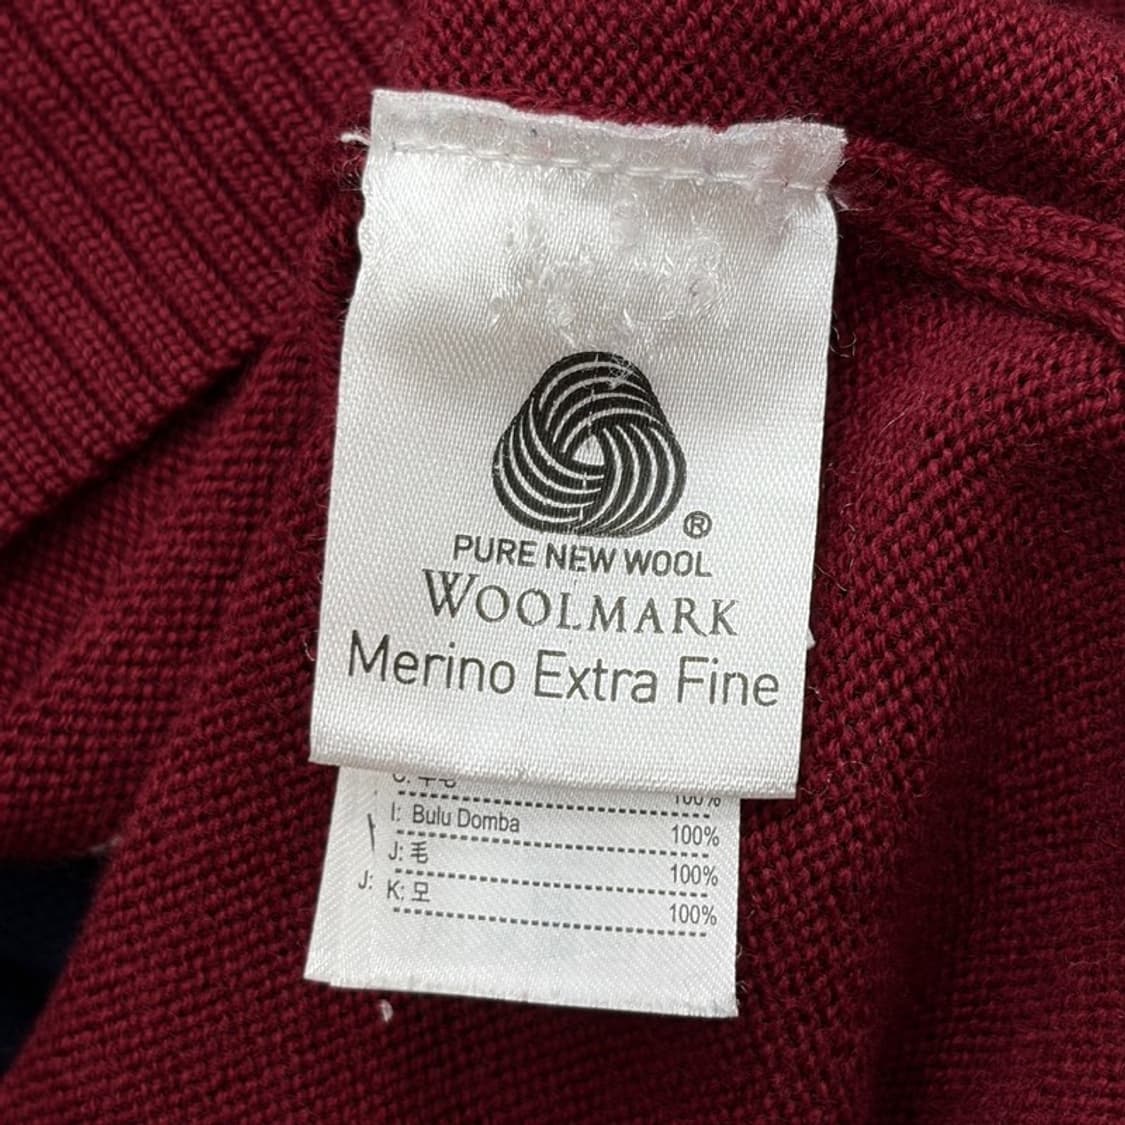 ®
PURE NEW WOOL
WOOLMARK
Merino Extra Fine
100%
I: Bulu Domba 100%
J: 毛 100%
J:
K: 모 100%